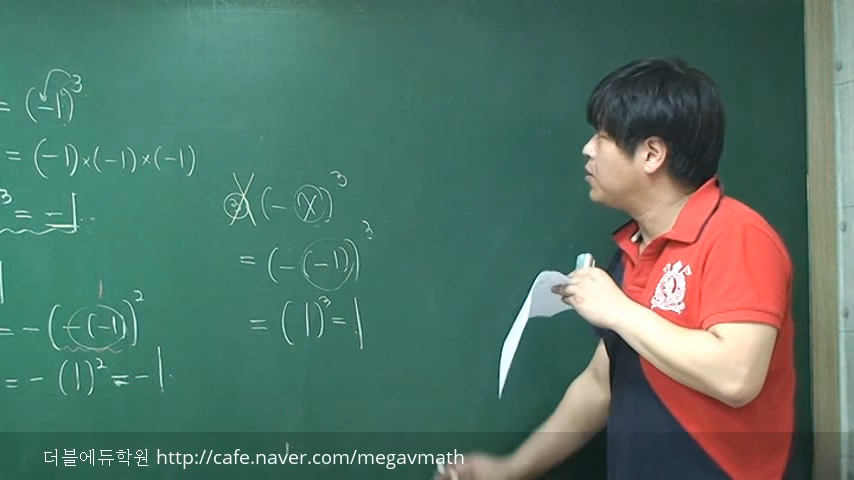 = (-1)³
= (-1)×(-1)×(-1)
³ = -1
= -(-(-1))²
= -(1)² = -1
(-x)³
= (-(-1))³
= (1)³ = 1
더블에듀학원 http://cafe.naver.com/megavmath